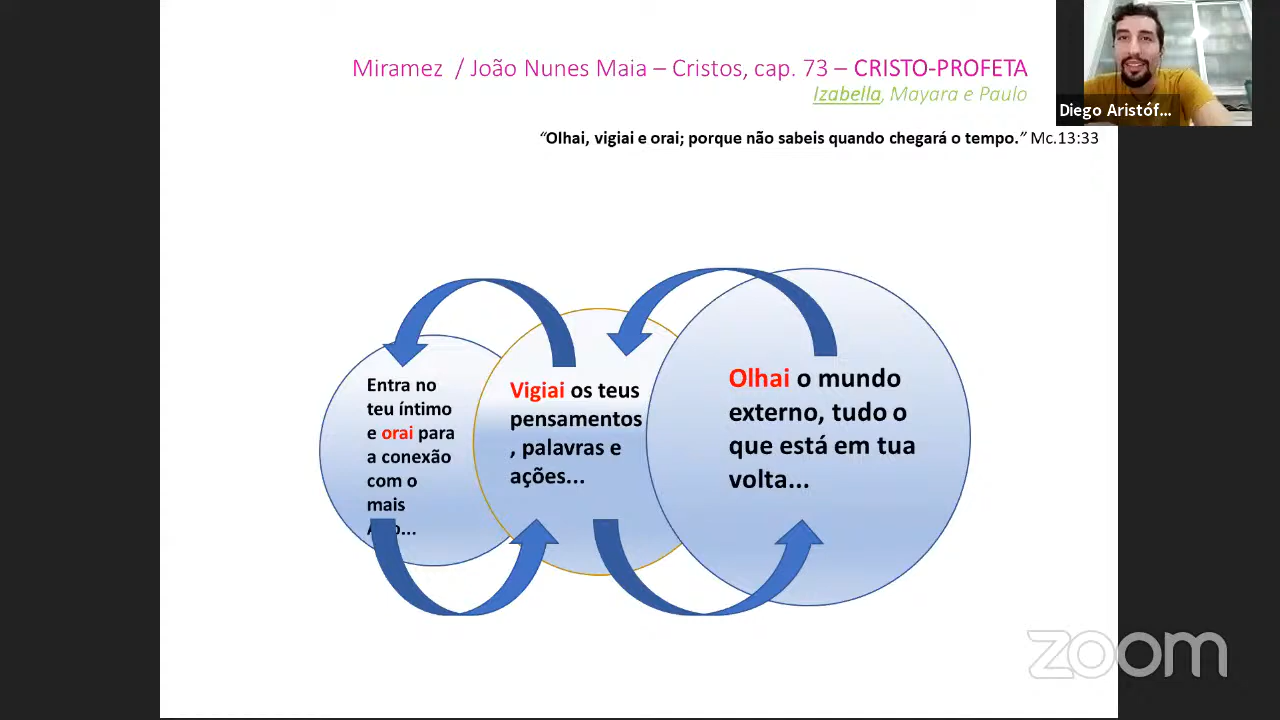 Miramez / João Nunes Maia – Cristos, cap. 73 – CRISTO-PROFETA
Izabella, Mayara e Paulo
“Olhai, vigiai e orai; porque não sabeis quando chegará o tempo.” Mc.13:33
Diego Aristóf...
Entra no
teu íntimo
e orai para
a conexão
com o
mais
Vigiai os teus
pensamentos
, palavras e
ações...
Olhai o mundo
externo, tudo o
que está em tua
volta...
zoom